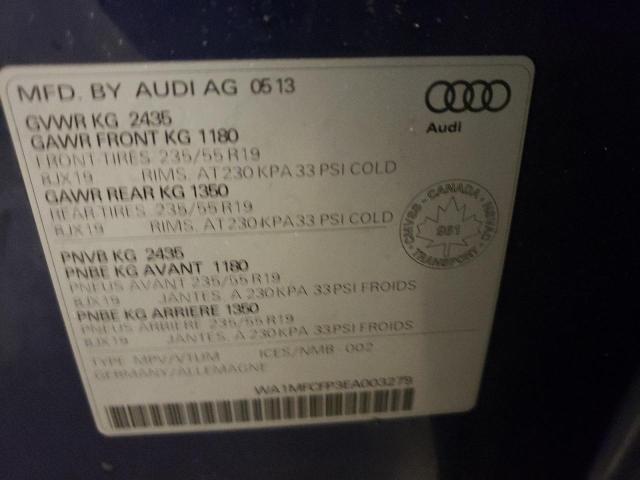 MFD. BY AUDI AG 0513
Audi
GVWR KG 2435
GAWR FRONT KG 1180
FRONT TIRES. 235/55 R19
8JX19 RIMS. AT 230 KPA 33 PSI COLD
GAWR REAR KG 1350
REAR TIRES. 235/55 R19
8JX19 RIMS. AT 230 KPA 33 PSI COLD
CANADA
CMVSS NSVAC
951
TRANSPORT
PNVB KG 2435
PNBE KG AVANT 1180
PNEUS AVANT 235/55 R19
8JX19 JANTES. A 230 KPA 33 PSI FROIDS
PNBE KG ARRIERE 1350
PNEUS ARRIERE 235/55 R19
8JX19 JANTES. A 230 KPA 33 PSI FROIDS
TYPE MPV/VTUM ICES/NMB-002
GERMANY/ALLEMAGNE
WA1MFCFP3EA003279